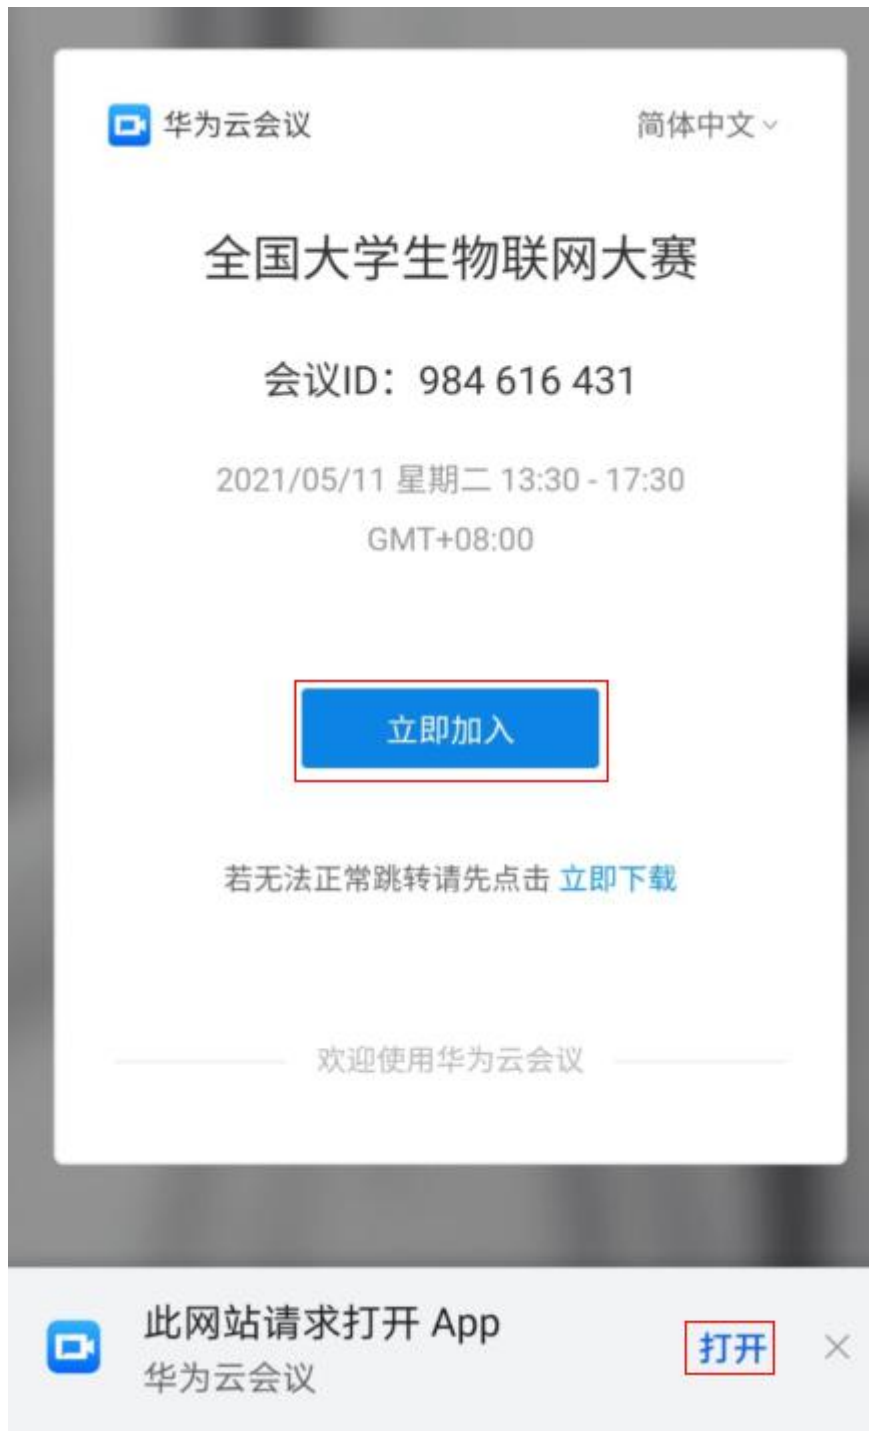 华为云会议
简体中文
全国大学生物联网大赛
会议ID：984 616 431
2021/05/11 星期二 13:30 - 17:30
GMT+08:00
立即加入
若无法正常跳转请先点击 立即下载
欢迎使用华为云会议
此网站请求打开 App
华为云会议
打开